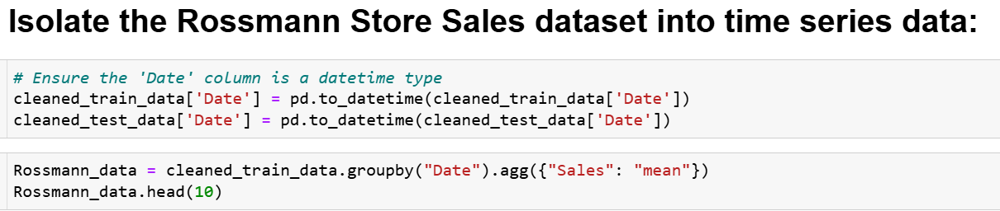 Isolate the Rossmann Store Sales dataset into time series data:
# Ensure the 'Date' column is a datetime type
cleaned_train_data['Date'] = pd.to_datetime(cleaned_train_data['Date'])
cleaned_test_data['Date'] = pd.to_datetime(cleaned_test_data['Date'])
Rossmann_data = cleaned_train_data.groupby("Date").agg({"Sales": "mean"})
Rossmann_data.head(10)